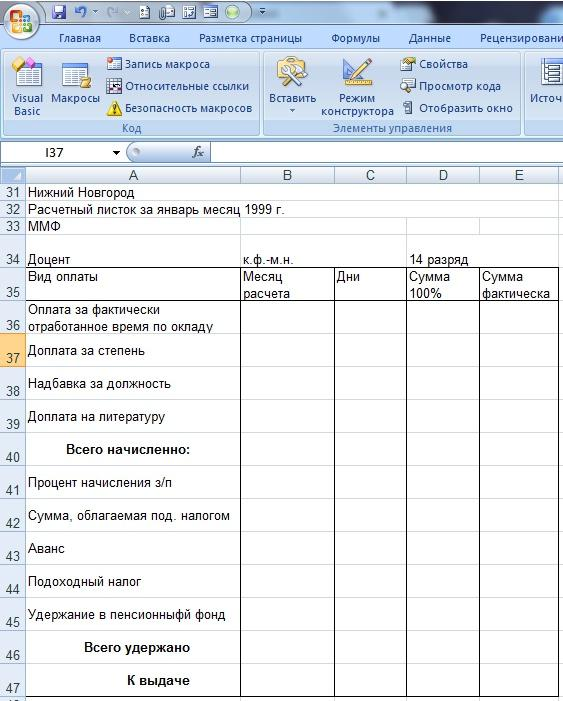 Главная Вставка Разметка страницы Формулы Данные Рецензировани
Visual Basic
Макросы
Запись макроса
Относительные ссылки
Безопасность макросов
Код
Вставить
Режим конструктора
Свойства
Просмотр кода
Отобразить окно
Элементы управления
Источ
I37 fx
A B C D E
31 Нижний Новгород
32 Расчетный листок за январь месяц 1999 г.
33 ММФ
34 Доцент к.ф.-м.н. 14 разряд
35 Вид оплаты Месяц расчета Дни Сумма 100% Сумма фактическа
36 Оплата за фактически
отработанное время по окладу
37 Доплата за степень
38 Надбавка за должность
39 Доплата на литературу
40 Всего начисленно:
41 Процент начисления з/п
42 Сумма, облагаемая под. налогом
43 Аванс
44 Подоходный налог
45 Удержание в пенсионныфй фонд
46 Всего удержано
47 К выдаче